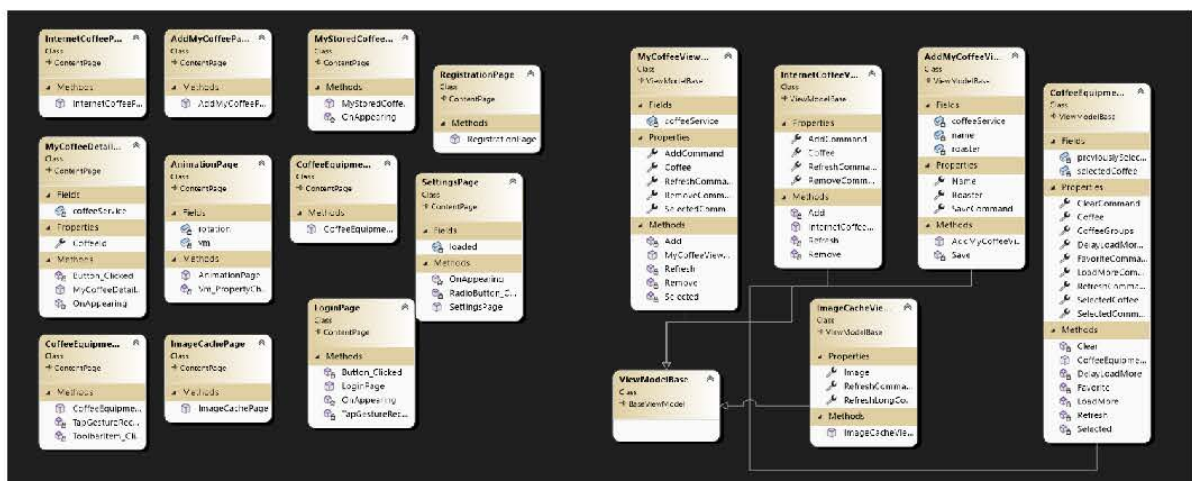 InternetCoffeeP...
Class
ContentPage
Methods
InternetCoffeeP...
AddMyCoffeePa...
Class
ContentPage
Methods
AddMyCoffeeP...
MyStoredCoffee...
Class
ContentPage
Methods
MyStoredCoffe...
OnAppearing
RegistrationPage
Class
ContentPage
Methods
RegistrationPage
MyCoffeeDetail...
Class
ContentPage
Fields
coffeeService
Properties
CoffeeId
Methods
Button_Clicked
MyCoffeeDetail...
OnAppearing
AnimationPage
Class
ContentPage
Fields
rotation
vm
Methods
AnimationPage
Vm_PropertyCh...
CoffeeEquipme...
Class
ContentPage
Methods
CoffeeEquipme...
SettingsPage
Class
ContentPage
Fields
loaded
Methods
OnAppearing
RadioButton_C...
SettingsPage
CoffeeEquipme...
Class
ContentPage
Methods
CoffeeEquipme...
TapGestureRec...
ToolbarItem_Cli...
ImageCachePage
Class
ContentPage
Methods
ImageCachePage
LoginPage
Class
ContentPage
Methods
Button_Clicked
LoginPage
OnAppearing
TapGestureRec...
MyCoffeeView...
Class
ViewModelBase
Fields
coffeeService
Properties
AddCommand
Coffee
RefreshComma...
RemoveComm...
SelectedComm...
Methods
Add
MyCoffeeView...
Refresh
Remove
Selected
InternetCoffeeV...
Class
ViewModelBase
Properties
AddCommand
Coffee
RefreshComma...
RemoveComm...
Methods
Add
InternetCoffee...
Refresh
Remove
AddMyCoffeeVi...
Class
ViewModelBase
Fields
coffeeService
name
roaster
Properties
Name
Roaster
SaveCommand
Methods
AddMyCoffeeVi...
Save
CoffeeEquipme...
Class
ViewModelBase
Fields
previouslySelec...
selectedCoffee
Properties
ClearCommand
Coffee
CoffeeGroups
DelayLoadMore...
FavoriteComma...
LoadMoreCom...
RefreshComma...
SelectedCoffee
SelectedComm...
Methods
Clear
CoffeeEquipme...
DelayLoadMore
Favorite
LoadMore
Refresh
Selected
ViewModelBase
Class
BaseViewModel
ImageCacheVie...
Class
ViewModelBase
Properties
Image
RefreshComma...
RefreshLongCo...
Methods
ImageCacheVie...